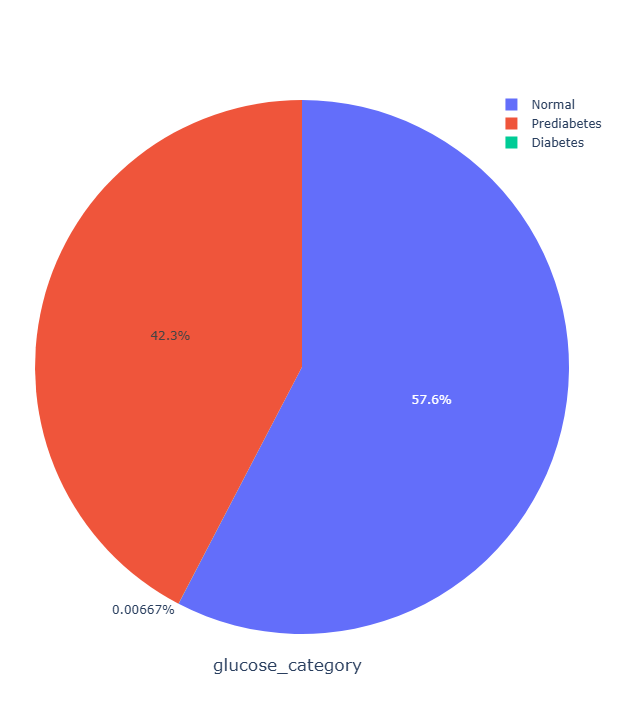 Normal
Prediabetes
Diabetes
42.3%
57.6%
0.00667%
glucose_category